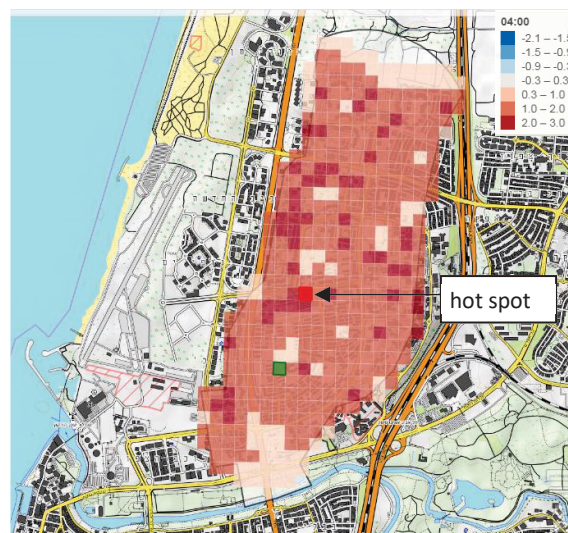 04:00
-2.1 – -1.5
-1.5 – -0.9
-0.9 – -0.3
-0.3 – 0.3
0.3 – 1.0
1.0 – 2.0
2.0 – 3.0
hot spot